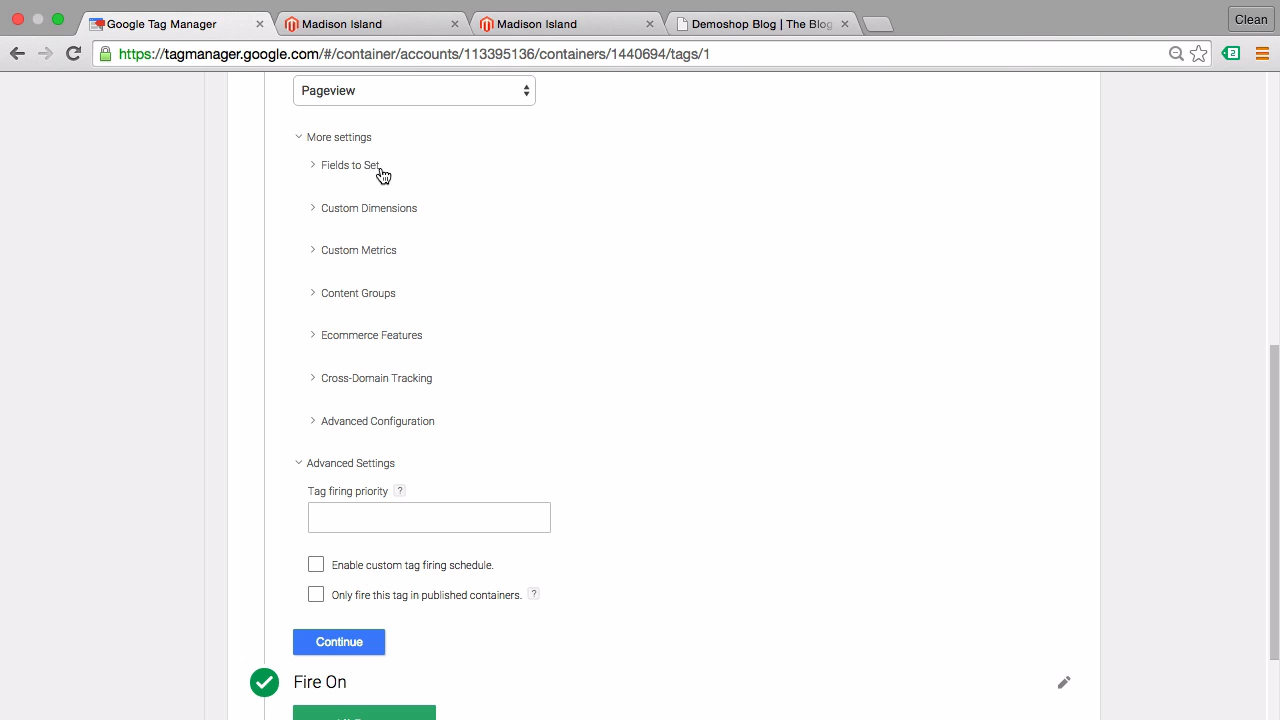 Google Tag Manager
Madison Island
Madison Island
Demoshop Blog | The Blog
Clean
https://tagmanager.google.com/#/container/accounts/113395136/containers/1440694/tags/1
2
Pageview
More settings
Fields to Set
Custom Dimensions
Custom Metrics
Content Groups
Ecommerce Features
Cross-Domain Tracking
Advanced Configuration
Advanced Settings
Tag firing priority ?
Enable custom tag firing schedule.
Only fire this tag in published containers. ?
Continue
Fire On